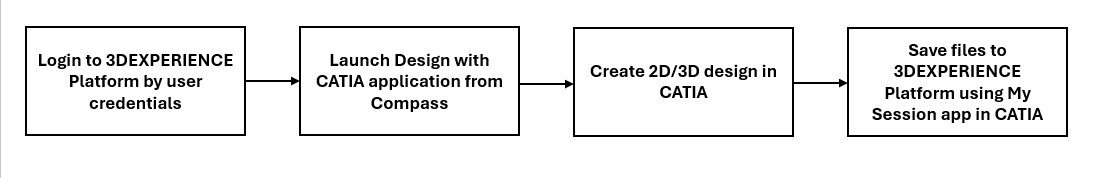 Login to 3DEXPERIENCE
Platform by user
credentials
Launch Design with
CATIA application from
Compass
Create 2D/3D design in
CATIA
Save files to
3DEXPERIENCE
Platform using My
Session app in CATIA